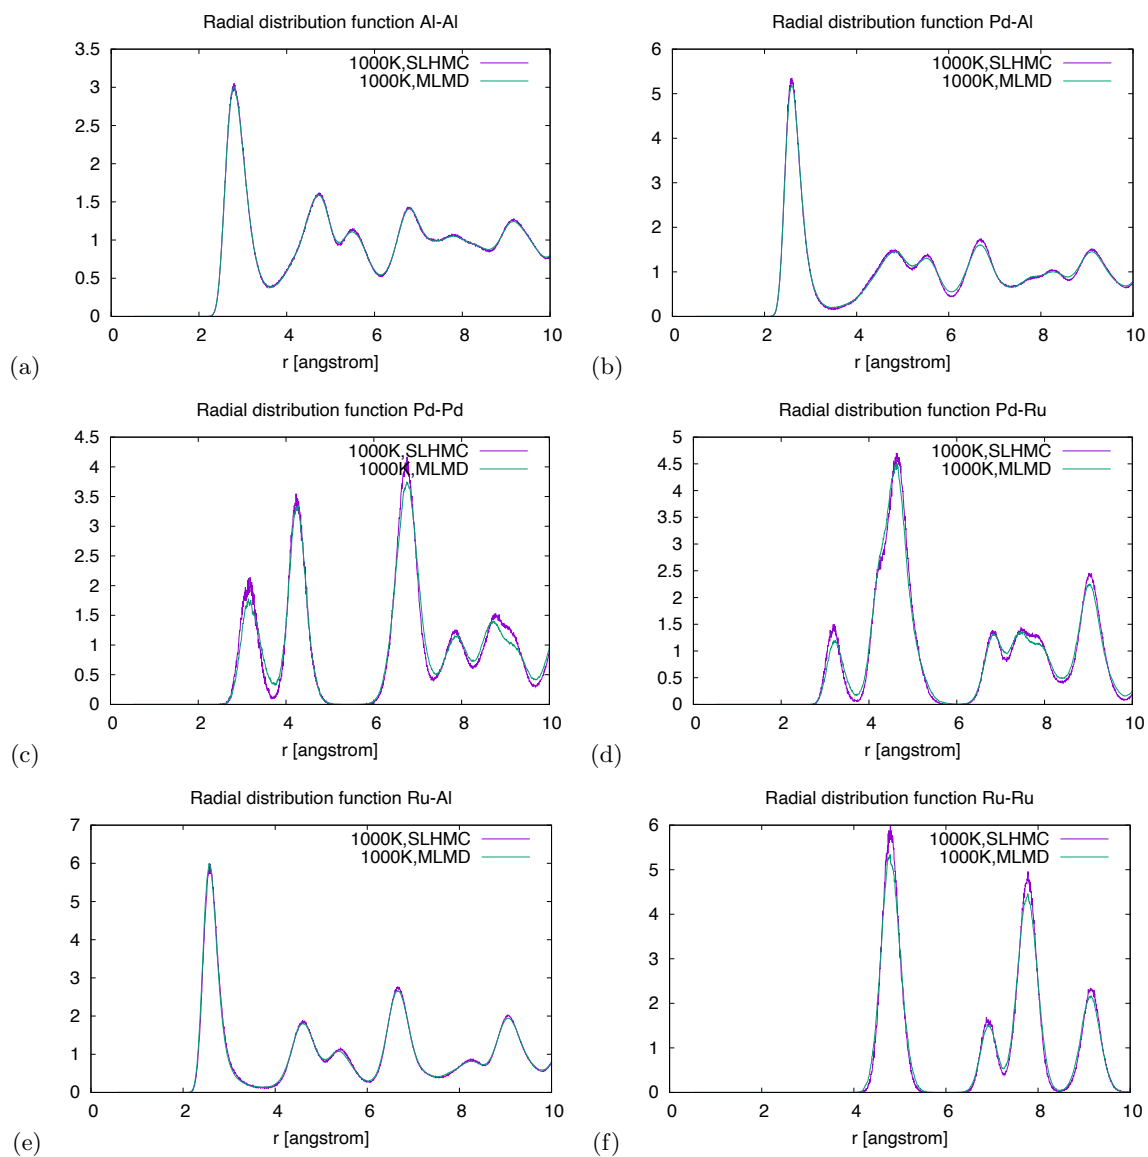 Radial distribution function Al-Al
3.5
3
2.5
2
1.5
1
0.5
0
0 2 4 6 8 10
r [angstrom]
1000K,SLHMC
1000K,MLMD
(a)
Radial distribution function Pd-Al
6
5
4
3
2
1
0
0 2 4 6 8 10
r [angstrom]
1000K,SLHMC
1000K,MLMD
(b)
Radial distribution function Pd-Pd
4.5
4
3.5
3
2.5
2
1.5
1
0.5
0
0 2 4 6 8 10
r [angstrom]
1000K,SLHMC
1000K,MLMD
(c)
Radial distribution function Pd-Ru
5
4.5
4
3.5
3
2.5
2
1.5
1
0.5
0
0 2 4 6 8 10
r [angstrom]
1000K,SLHMC
1000K,MLMD
(d)
Radial distribution function Ru-Al
7
6
5
4
3
2
1
0
0 2 4 6 8 10
r [angstrom]
1000K,SLHMC
1000K,MLMD
(e)
Radial distribution function Ru-Ru
6
5
4
3
2
1
0
0 2 4 6 8 10
r [angstrom]
1000K,SLHMC
1000K,MLMD
(f)